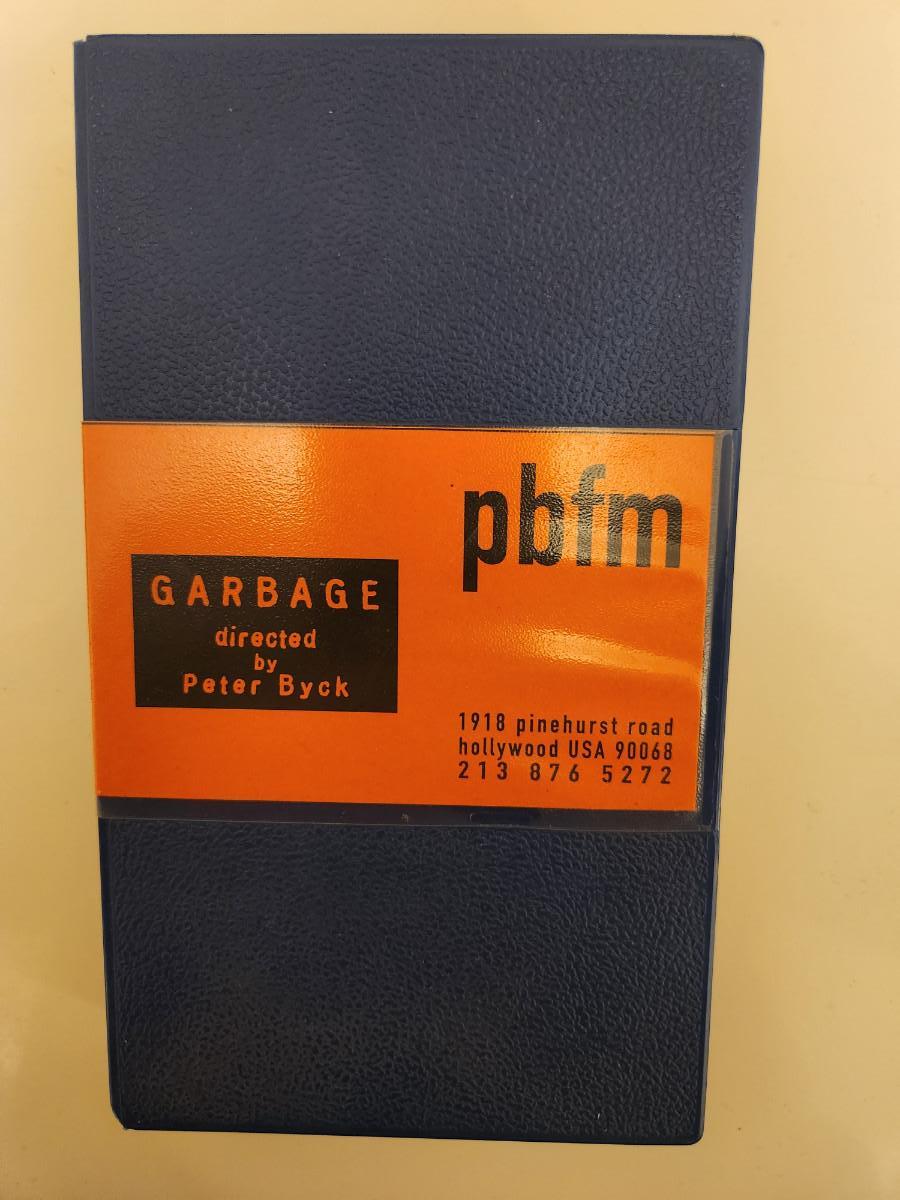 pbfm
GARBAGE
directed
by
Peter Byck
1918 pinehurst road
hollywood USA 90068
213 876 5272